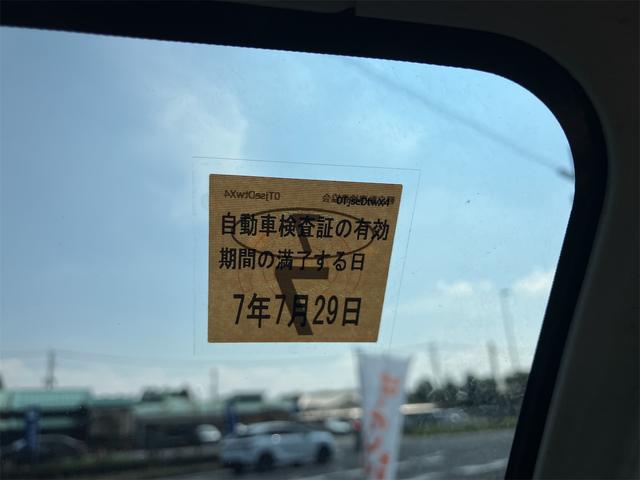 0TjseDtwX4
自動車検査証の有効
期間の満了する日
7年7月29日